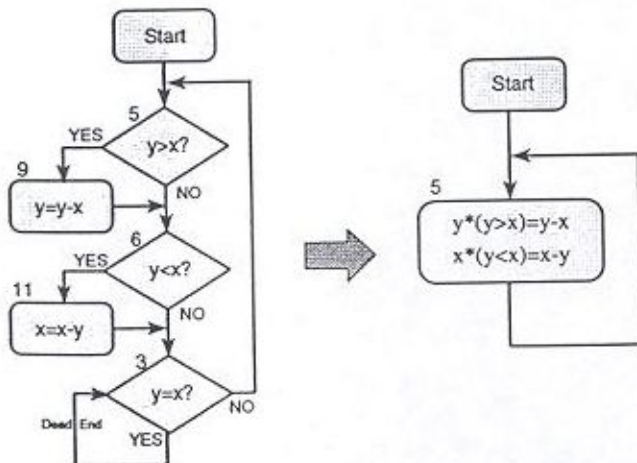 Start
5
YES
y>x?
9
y=y-x
NO
6
YES
y<x?
11
NO
x=x-y
3
y=x?
NO
Dead End
YES
Start
5
y*(y>x)=y-x
x*(y<x)=x-y